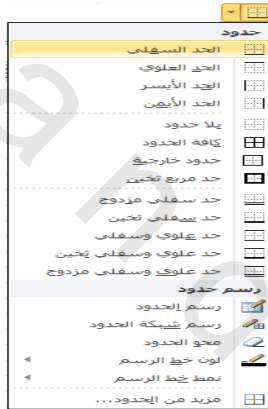 حدود
الحد السفلي
الحد العلوي
الحد الأيسر
الحد الأيمن
بلا حدود
كافة الحدود
حدود خارجية
حد مربع تخين
حد سفلي مزدوج
حد سفلي تخين
حد علوي وسفلي
حد علوي وسفلي تخين
حد علوي وسفلي مزدوج
رسم حدود
رسم الحدود
رسم شبكة الحدود
محو الحدود
لون خط الرسم
نمط خط الرسم
مزيد من الحدود...